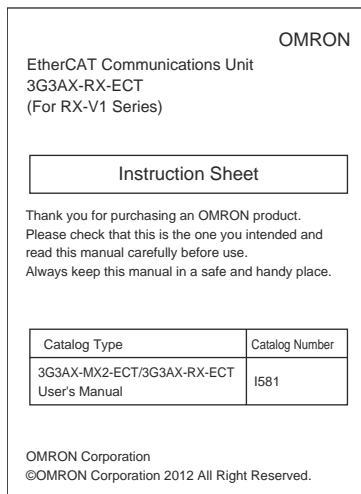 OMRON
EtherCAT Communications Unit
3G3AX-RX-ECT
(For RX-V1 Series)
Instruction Sheet
Thank you for purchasing an OMRON product.
Please check that this is the one you intended and
read this manual carefully before use.
Always keep this manual in a safe and handy place.
Catalog Type Catalog Number
3G3AX-MX2-ECT/3G3AX-RX-ECT I581
User's Manual
OMRON Corporation
©OMRON Corporation 2012 All Right Reserved.